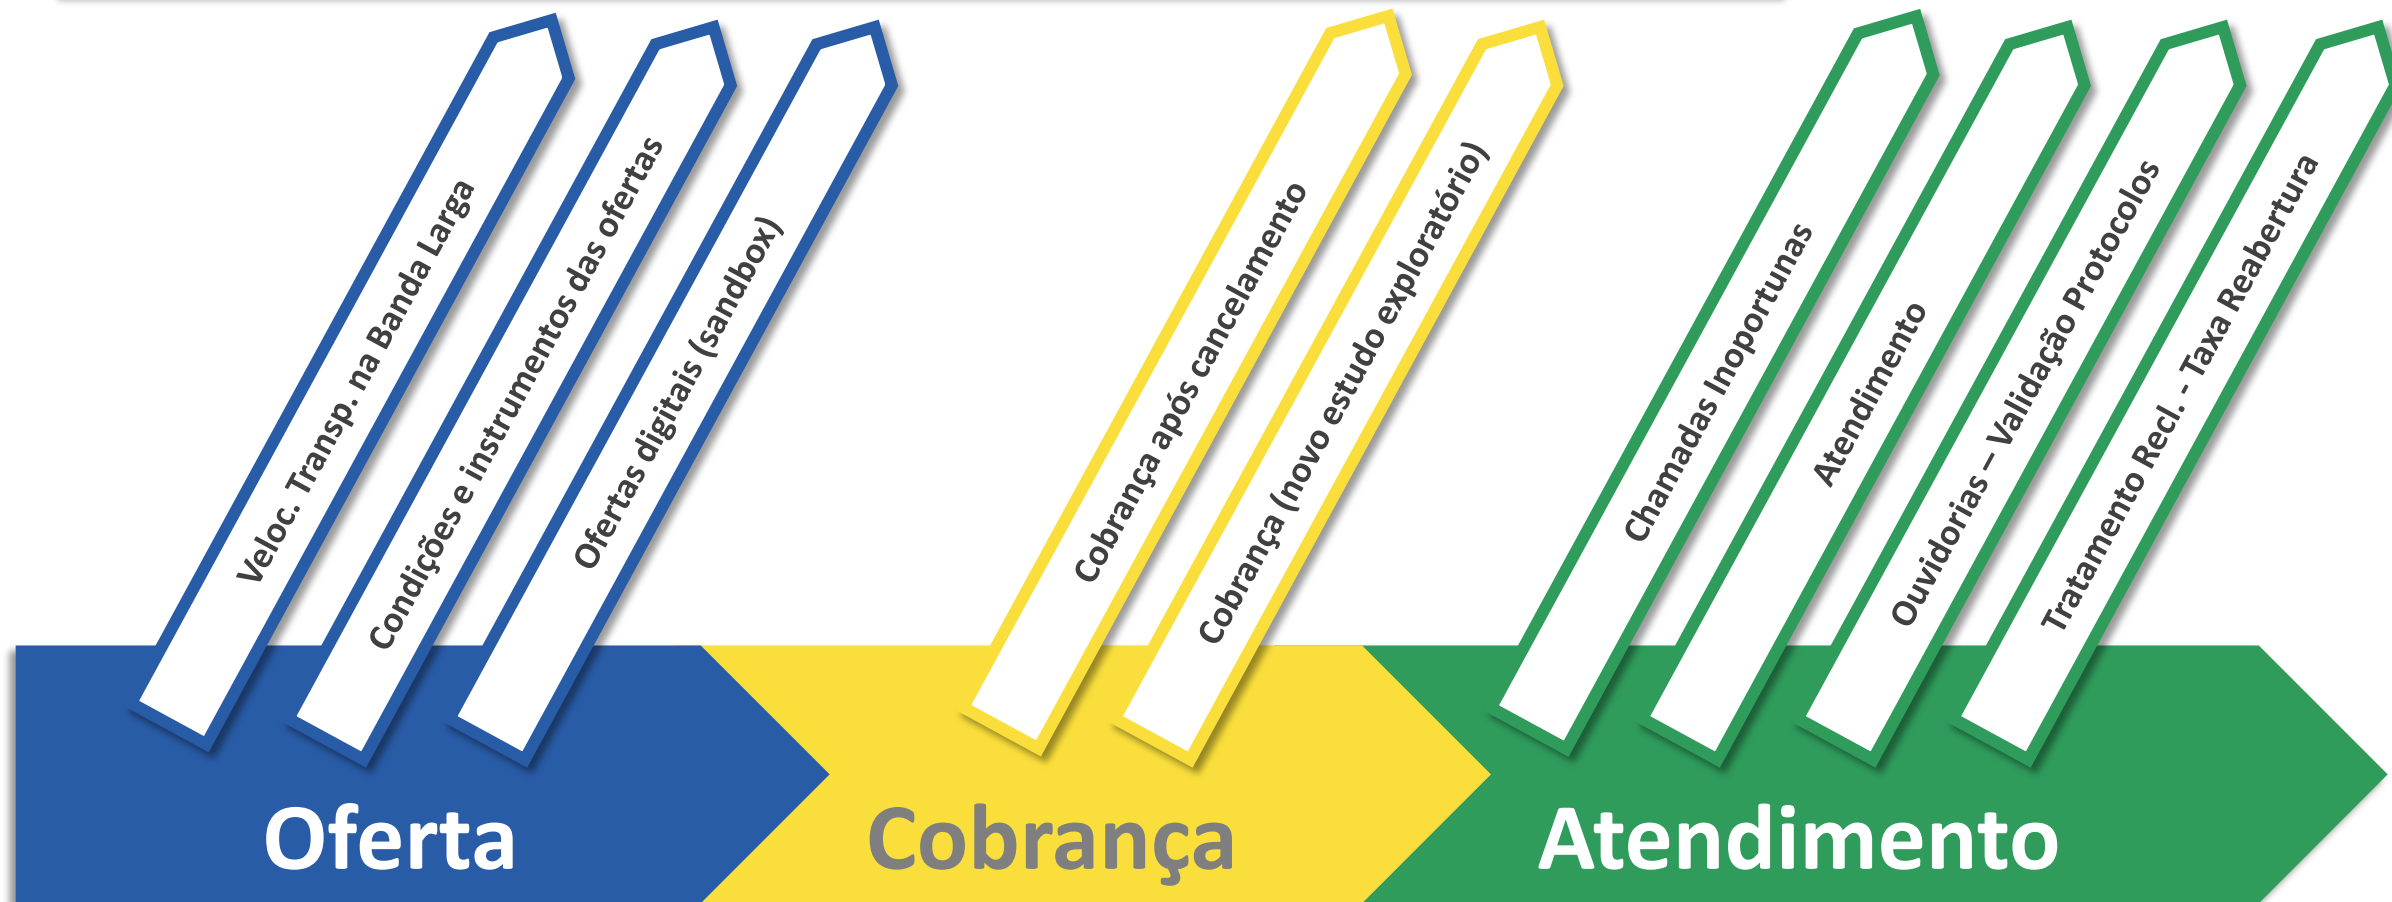 Veloc. Transp. na Banda Larga
Condições e instrumentos das ofertas
Ofertas digitais (sandbox)
Cobrança após cancelamento
Cobrança (novo estudo exploratório)
Chamadas Inoportunas
Atendimento
Ouvidorias – Validação Protocolos
Tratamento Recl. - Taxa Reabertura
Oferta
Cobrança
Atendimento